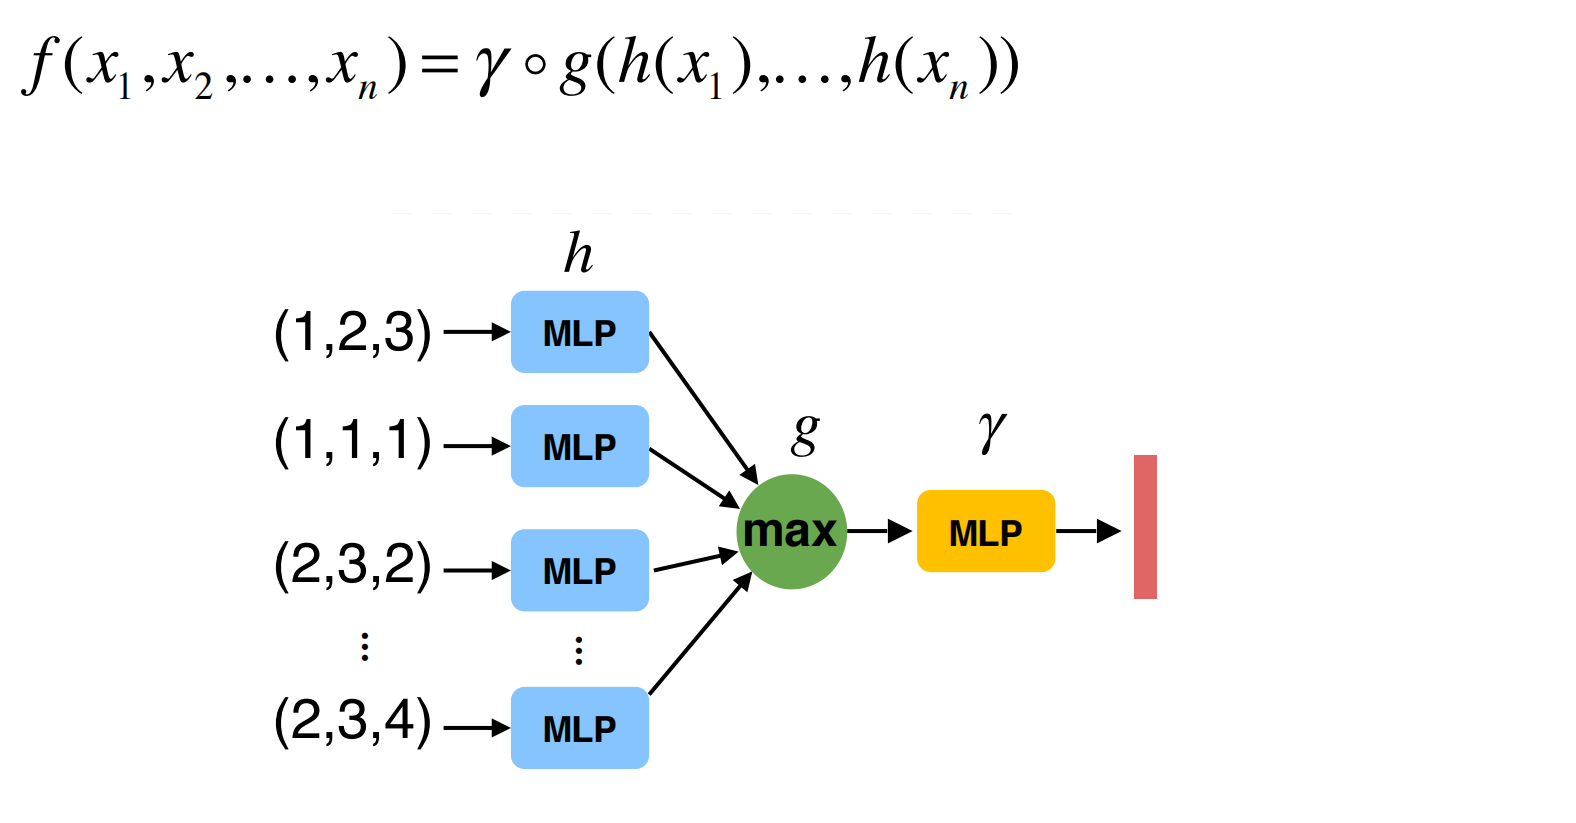 f(x₁,x₂,...,xₙ) = γ ∘ g(h(x₁),...,h(xₙ))
h
(1,2,3) MLP
(1,1,1) MLP
g
γ
(2,3,2) MLP
max
MLP
⋮ ⋮
(2,3,4) MLP